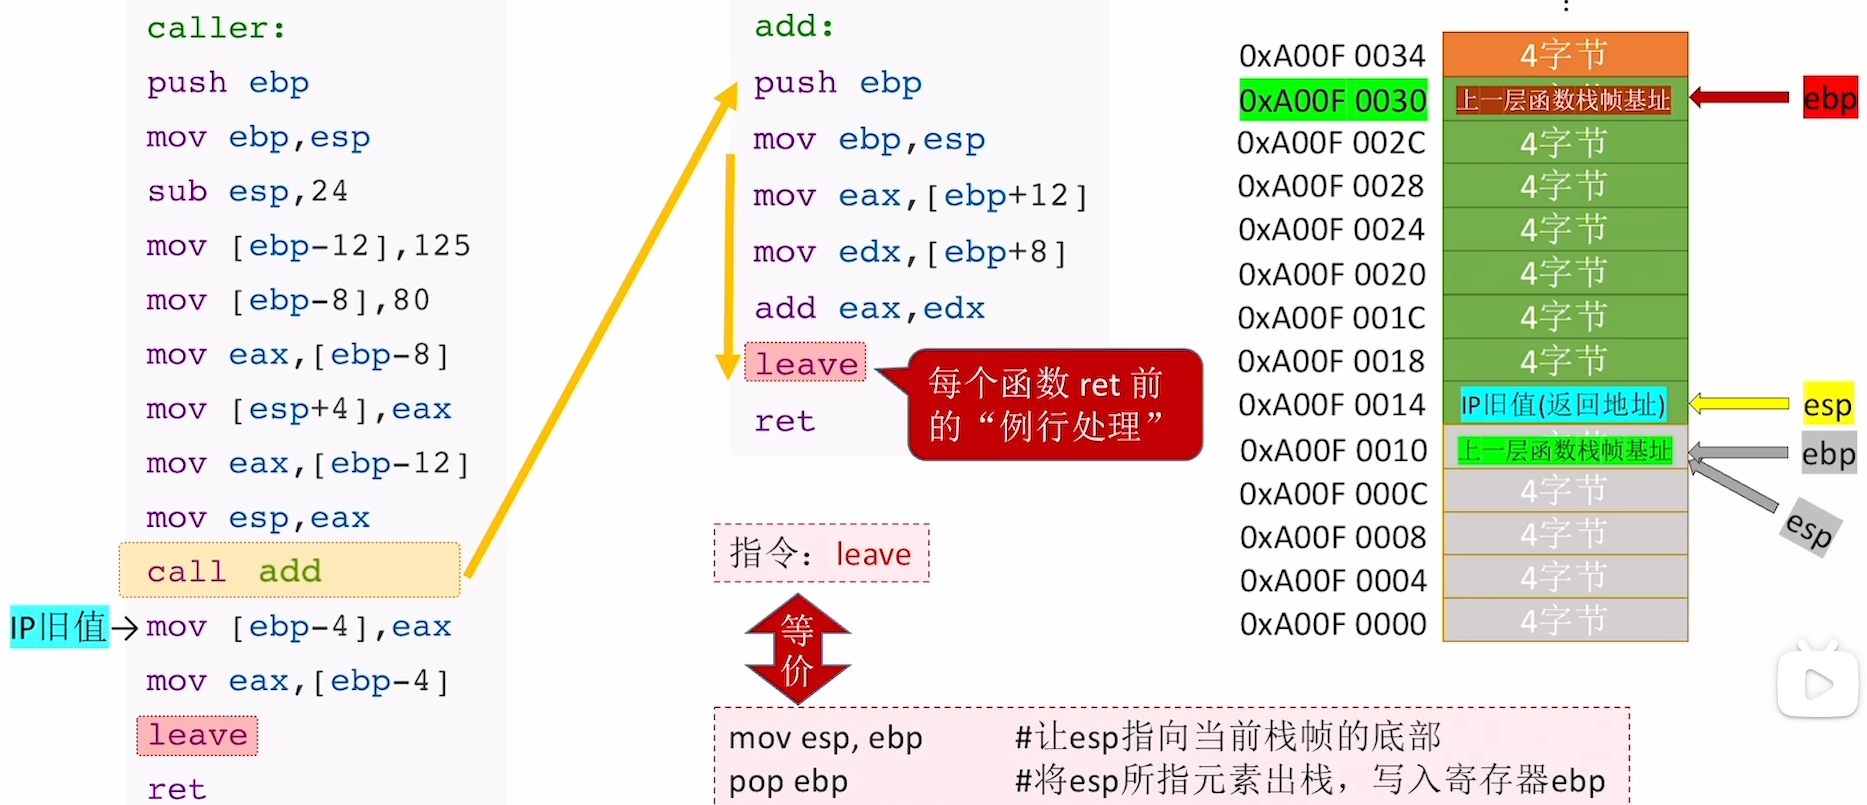 caller:
push ebp
mov ebp,esp
sub esp,24
mov [ebp-12],125
mov [ebp-8],80
mov eax,[ebp-8]
mov [esp+4],eax
mov eax,[ebp-12]
mov esp,eax
call add
IP旧值
mov [ebp-4],eax
mov eax,[ebp-4]
leave
ret
add:
push ebp
mov ebp,esp
mov eax,[ebp+12]
mov edx,[ebp+8]
add eax,edx
leave
ret
每个函数 ret 前
的“例行处理”
指令：leave
等
价
mov esp, ebp #让esp指向当前栈帧的底部
pop ebp #将esp所指元素出栈，写入寄存器ebp
⋮
0xA00F 0034 4字节
0xA00F 0030 上一层函数栈帧基址 ebp
0xA00F 002C 4字节
0xA00F 0028 4字节
0xA00F 0024 4字节
0xA00F 0020 4字节
0xA00F 001C 4字节
0xA00F 0018 4字节
0xA00F 0014 IP旧值(返回地址) esp
0xA00F 0010 上一层函数栈帧基址 ebp
0xA00F 000C 4字节 esp
0xA00F 0008 4字节
0xA00F 0004 4字节
0xA00F 0000 4字节